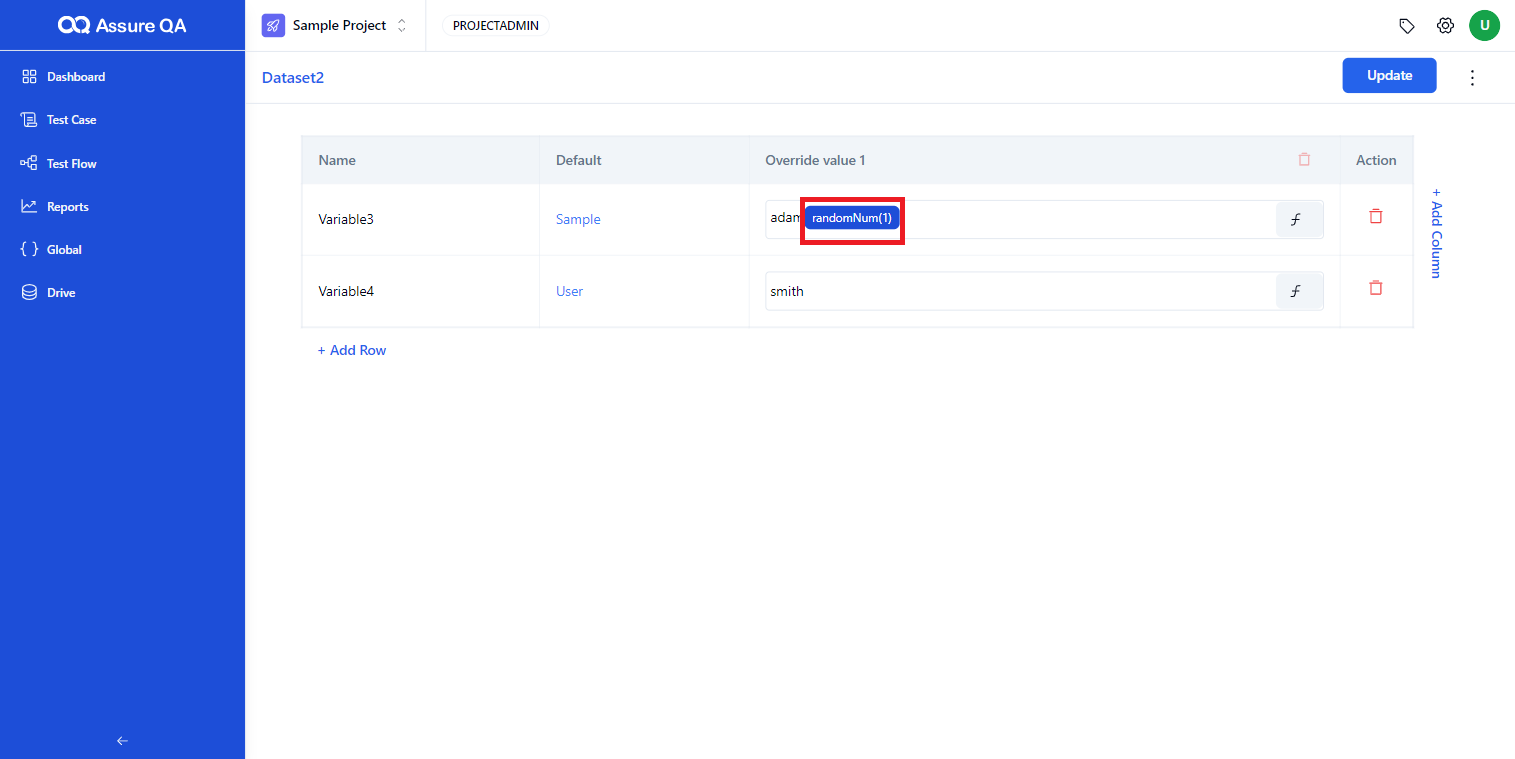 Assure QA
Sample Project
PROJECTADMIN
U
Dashboard
Test Case
Test Flow
Reports
Global
Drive
Dataset2
Update
Name Default Override value 1 Action
Variable3 Sample adam randomNum(1)
Variable4 User smith
+ Add Row
+ Add Column